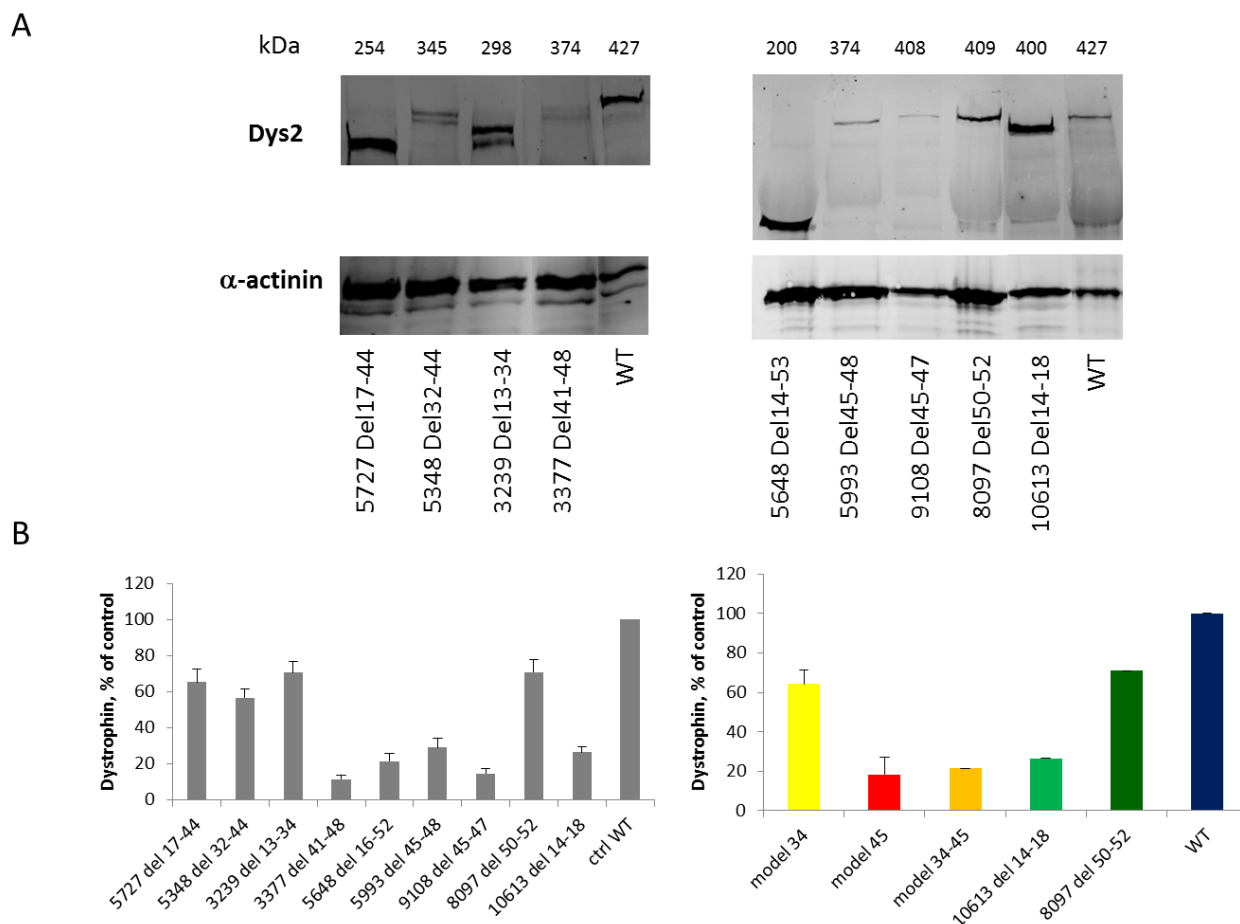 A
kDa 254 345 298 374 427 200 374 408 409 400 427
Dys2
α-actinin
5727 Del17-44
5348 Del32-44
3239 Del13-34
3377 Del41-48
WT
5648 Del14-53
5993 Del45-48
9108 Del45-47
8097 Del50-52
10613 Del14-18
WT
B
Dystrophin, % of control
120
100
80
60
40
20
0
5727 del 17-44
5348 del 32-44
3239 del 13-34
3377 del 41-48
5648 del 16-52
5993 del 45-48
9108 del 45-47
8097 del 50-52
10613 del 14-18
ctrl WT
Dystrophin, % of control
120
100
80
60
40
20
0
model 34
model 45
model 34-45
10613 del 14-18
8097 del 50-52
WT